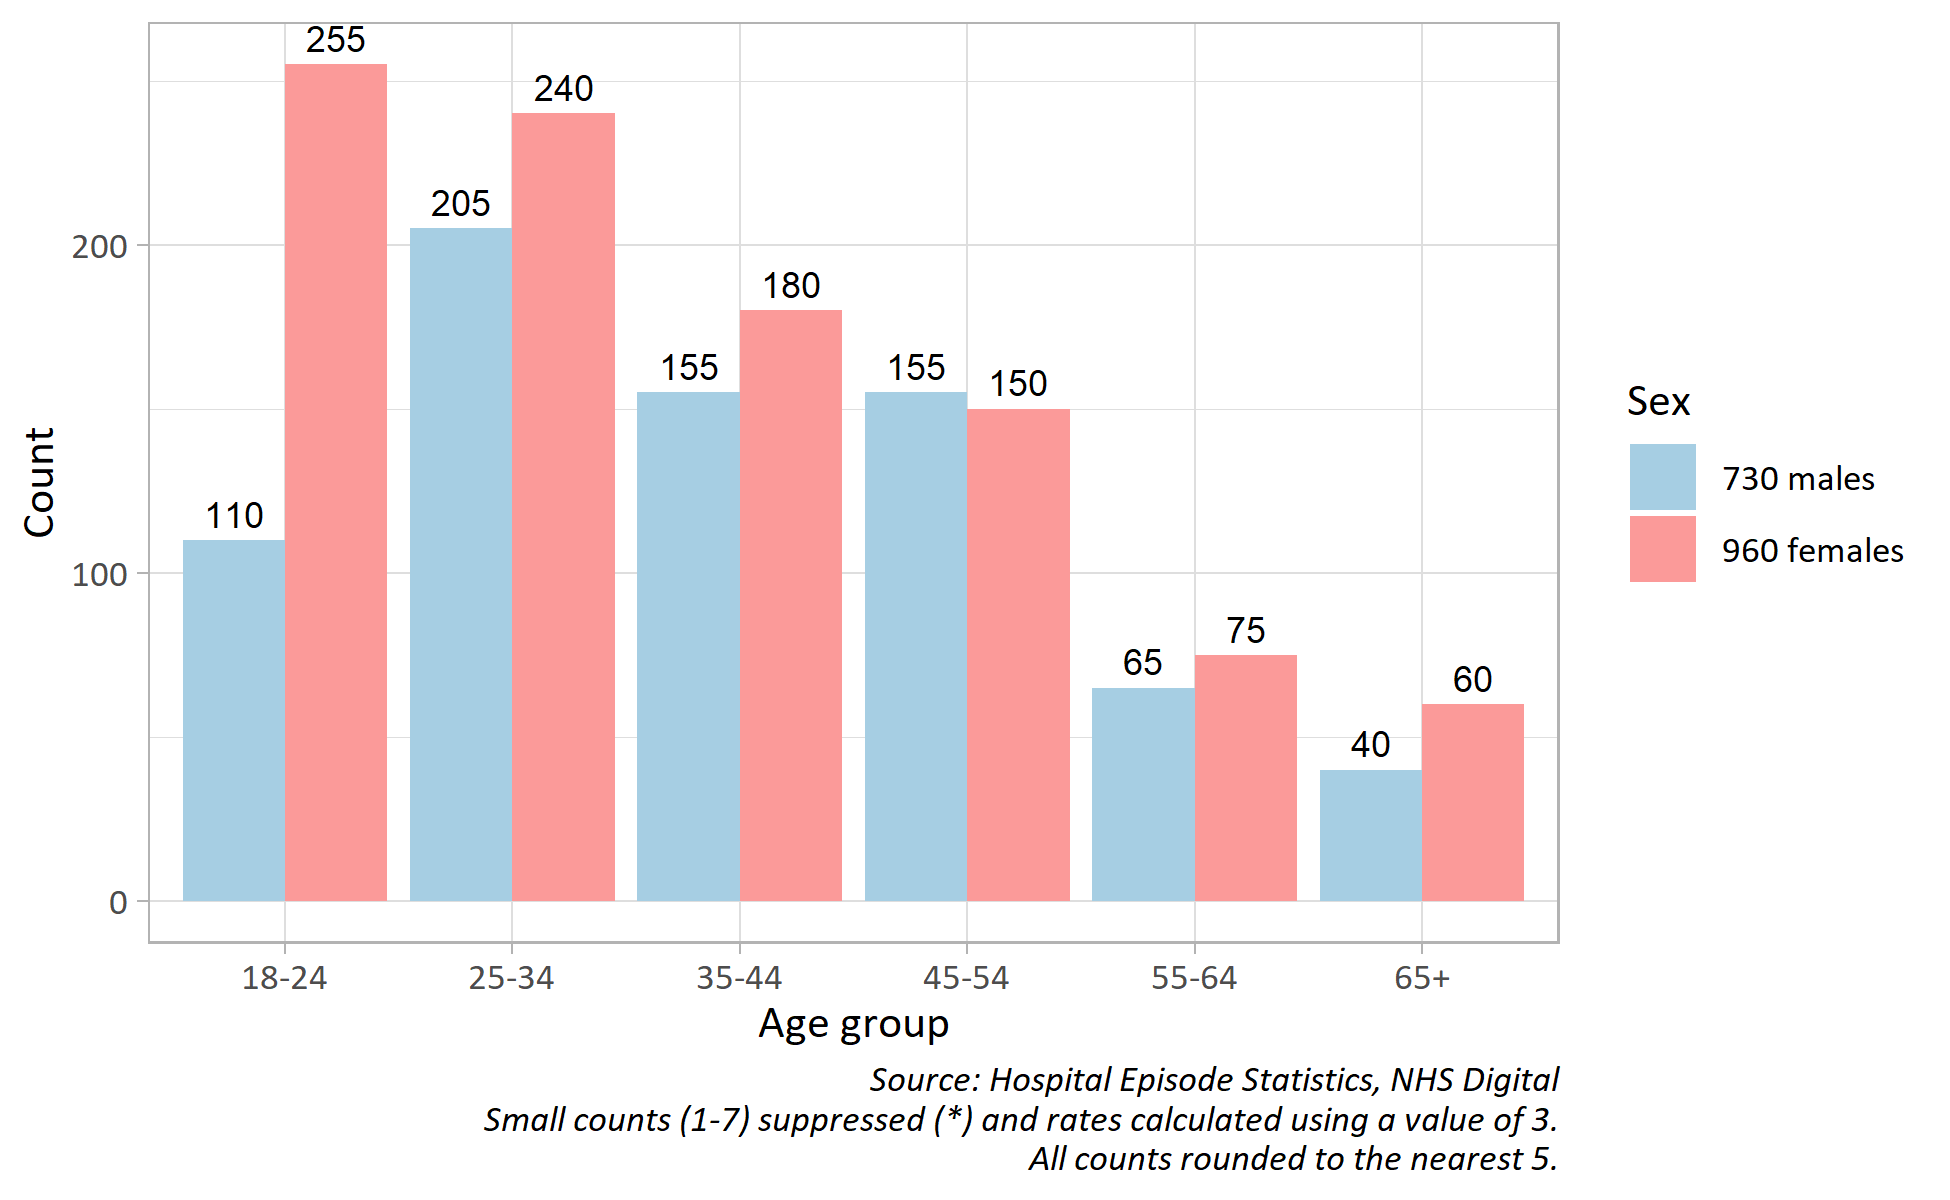 255
240
205
200
180
155
155
150
110
100
75
65
60
40
0
Count
18-24 25-34 35-44 45-54 55-64 65+
Age group
Sex
730 males
960 females
Source: Hospital Episode Statistics, NHS Digital
Small counts (1-7) suppressed (*) and rates calculated using a value of 3.
All counts rounded to the nearest 5.